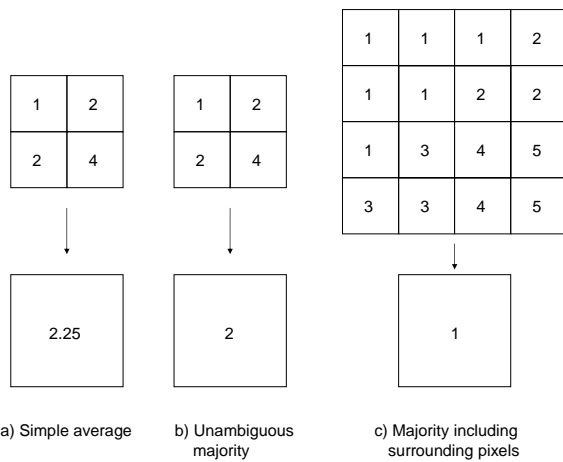 1 1 1 2
1 2 1 2 1 1 2 2
2 4 2 4 1 3 4 5
3 3 4 5
2.25 2 1
a) Simple average b) Unambiguous c) Majority including
majority surrounding pixels